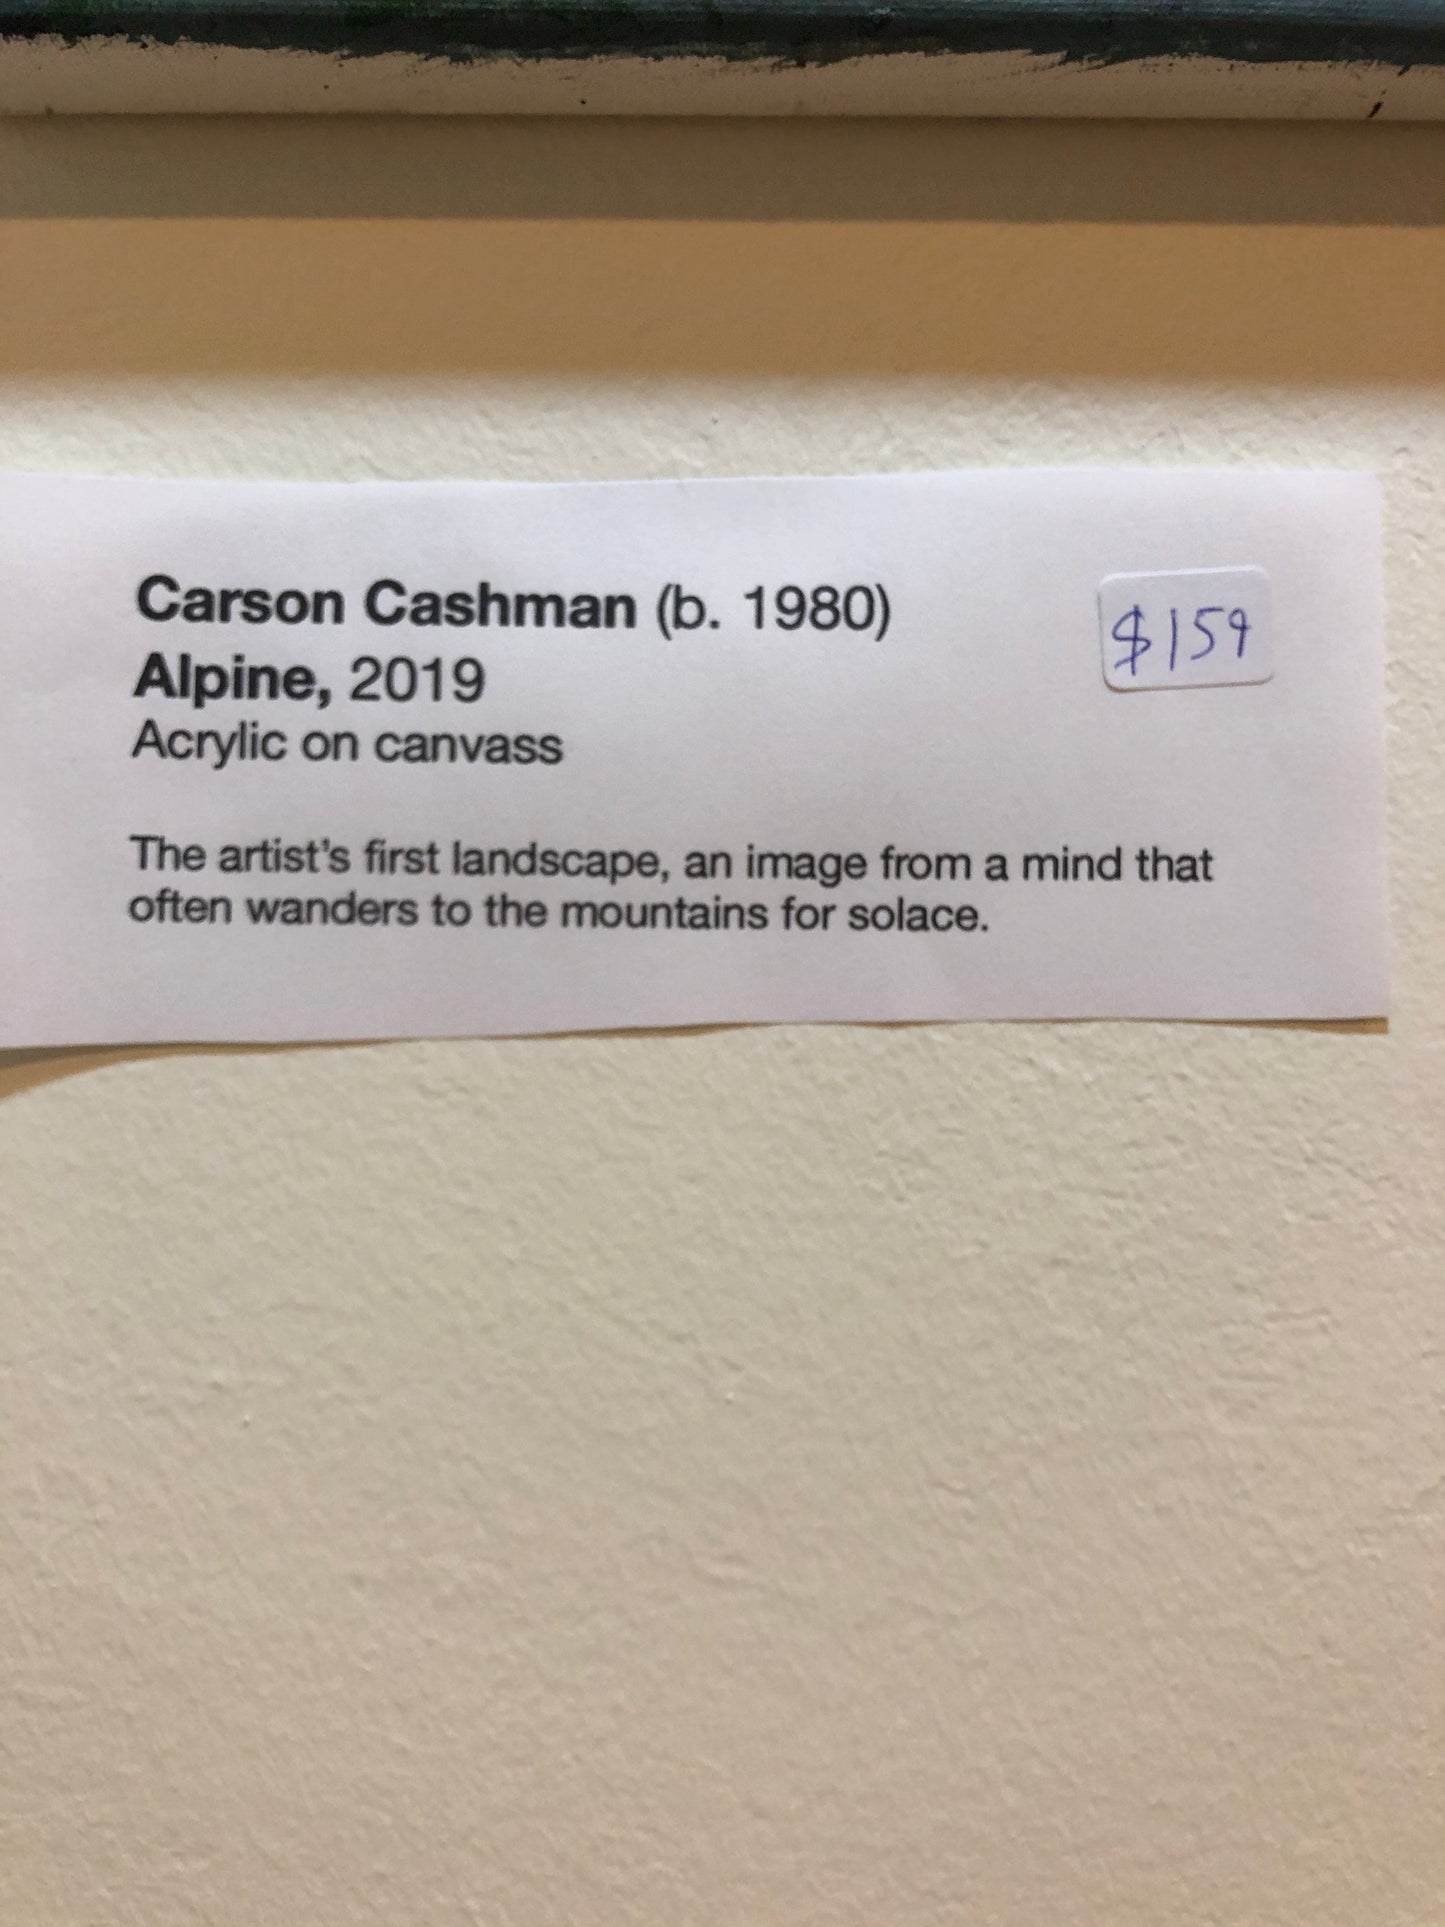 Carson Cashman (b. 1980)
$159
Alpine, 2019
Acrylic on canvass
The artist's first landscape, an image from a mind that
often wanders to the mountains for solace.